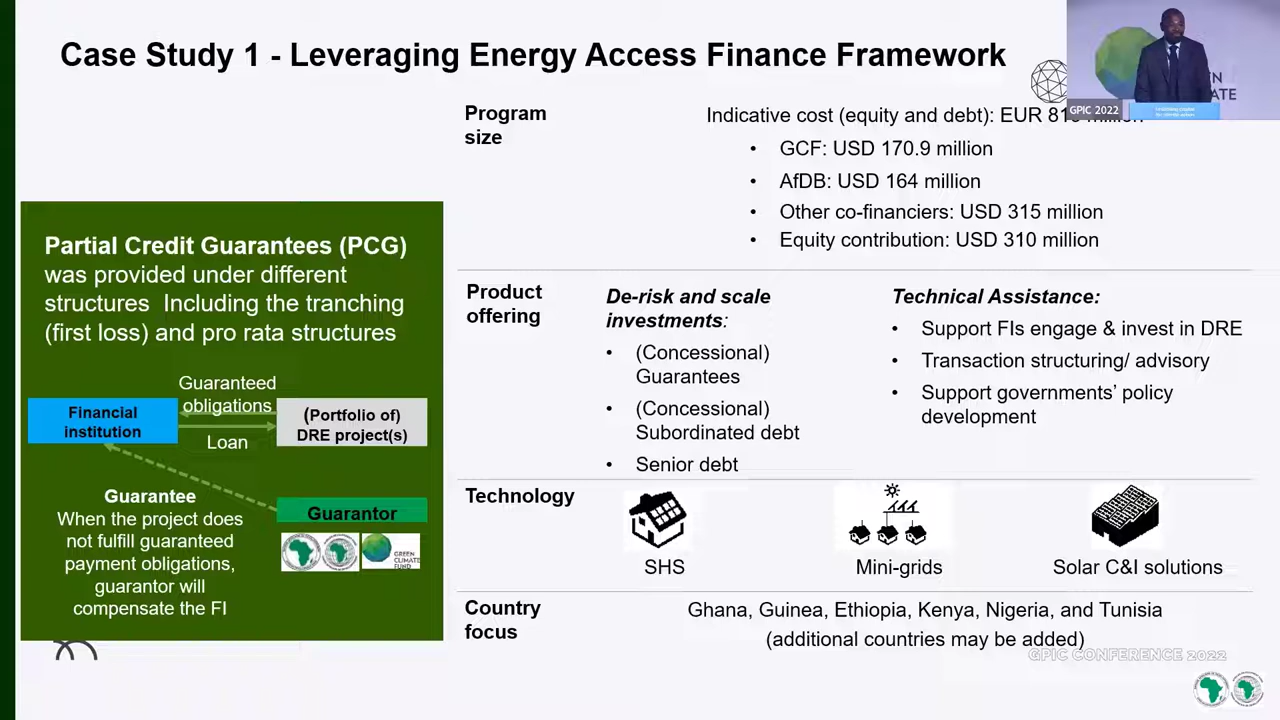 Case Study 1 - Leveraging Energy Access Finance Framework
GREEN
CLIMATE
GPIC 2022
Program
size
Indicative cost (equity and debt): EUR
• GCF: USD 170.9 million
• AfDB: USD 164 million
• Other co-financiers: USD 315 million
• Equity contribution: USD 310 million
Partial Credit Guarantees (PCG)
was provided under different
structures Including the tranching
(first loss) and pro rata structures
Guaranteed
obligations
Financial
institution
(Portfolio of)
DRE project(s)
Loan
Guarantee
When the project does
not fulfill guaranteed
payment obligations,
guarantor will
compensate the FI
Guarantor
GREEN
CLIMATE
FUND
Product
offering
De-risk and scale
investments:
• (Concessional)
Guarantees
• (Concessional)
Subordinated debt
• Senior debt
Technical Assistance:
• Support FIs engage & invest in DRE
• Transaction structuring/ advisory
• Support governments' policy
development
Technology
SHS
Mini-grids
Solar C&I solutions
Country
focus
Ghana, Guinea, Ethiopia, Kenya, Nigeria, and Tunisia
(additional countries may be added)
GPIC CONFERENCE 2022